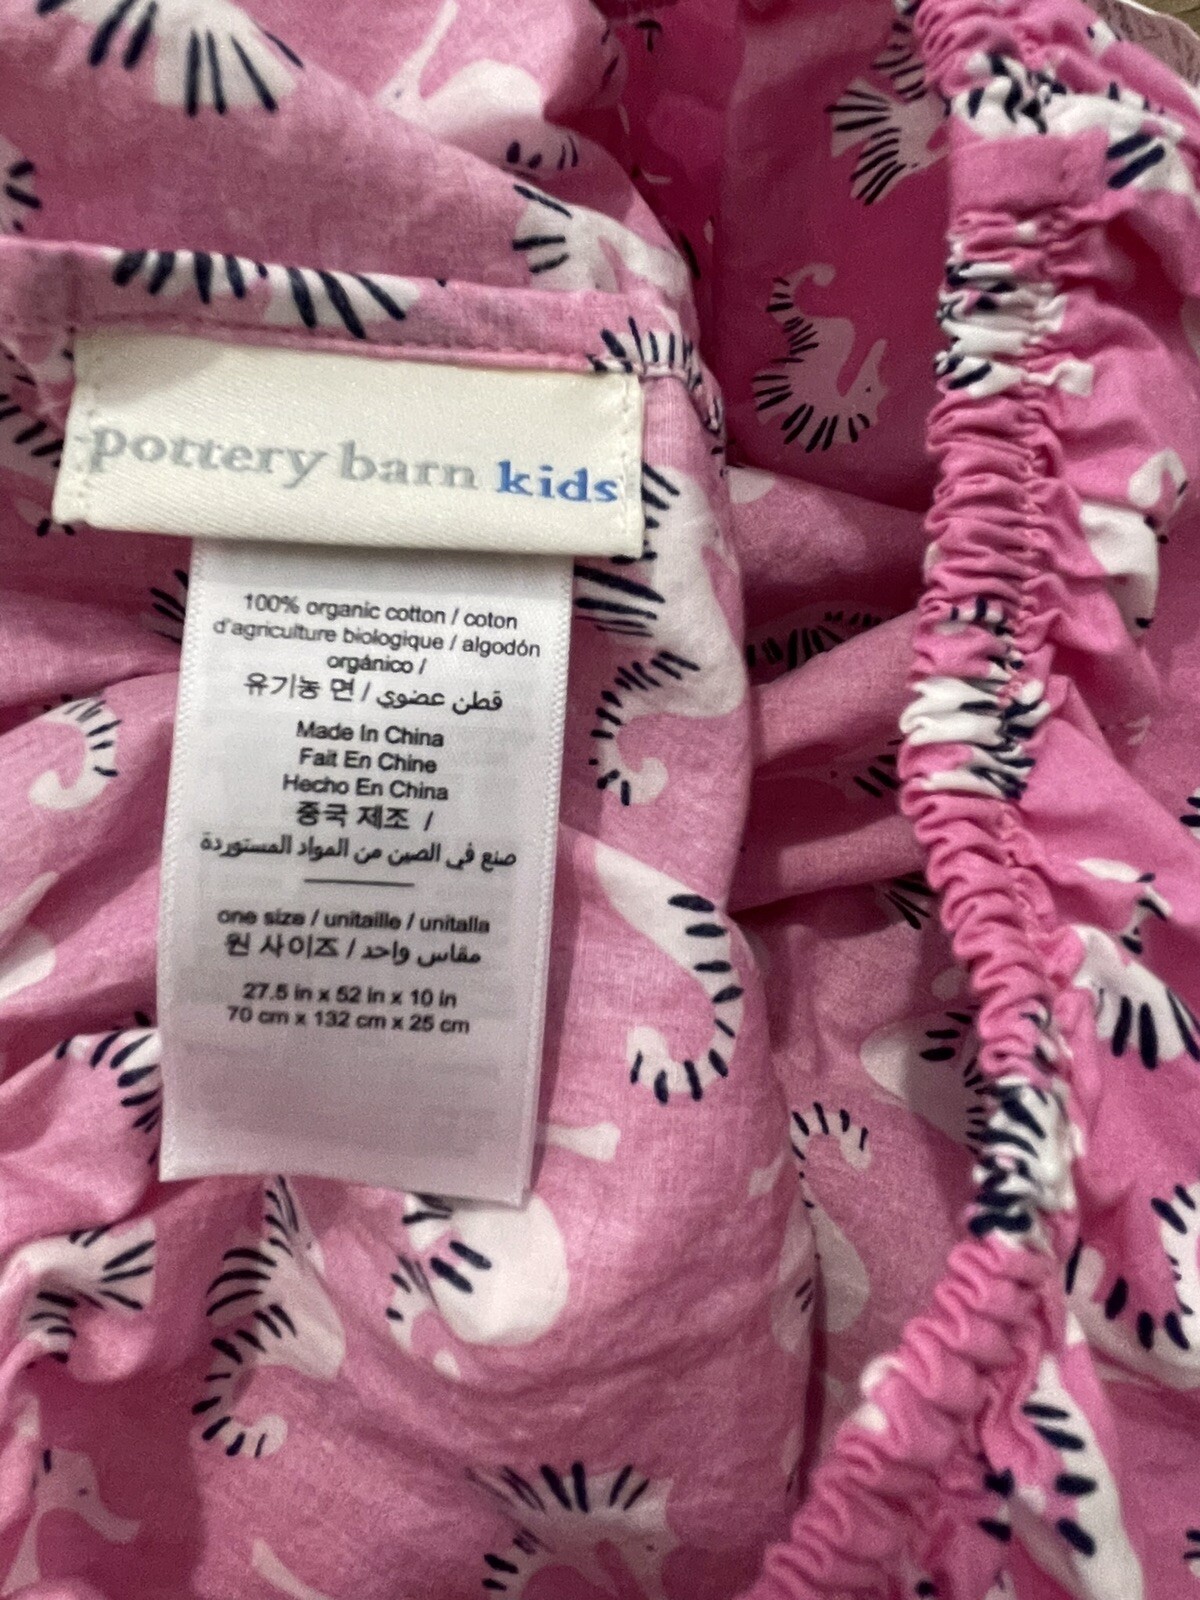 pottery barn kids
100% organic cotton / coton
d'agriculture biologique / algodón
orgánico /
유기농 면 / قطن عضوي
Made In China
Fait En Chine
Hecho En China
중국 제조 /
صنع في الصين من المواد المستوردة
one size / unitaille / unitalla
원 사이즈 / مقاس واحد
27.5 in x 52 in x 10 in
70 cm x 132 cm x 25 cm